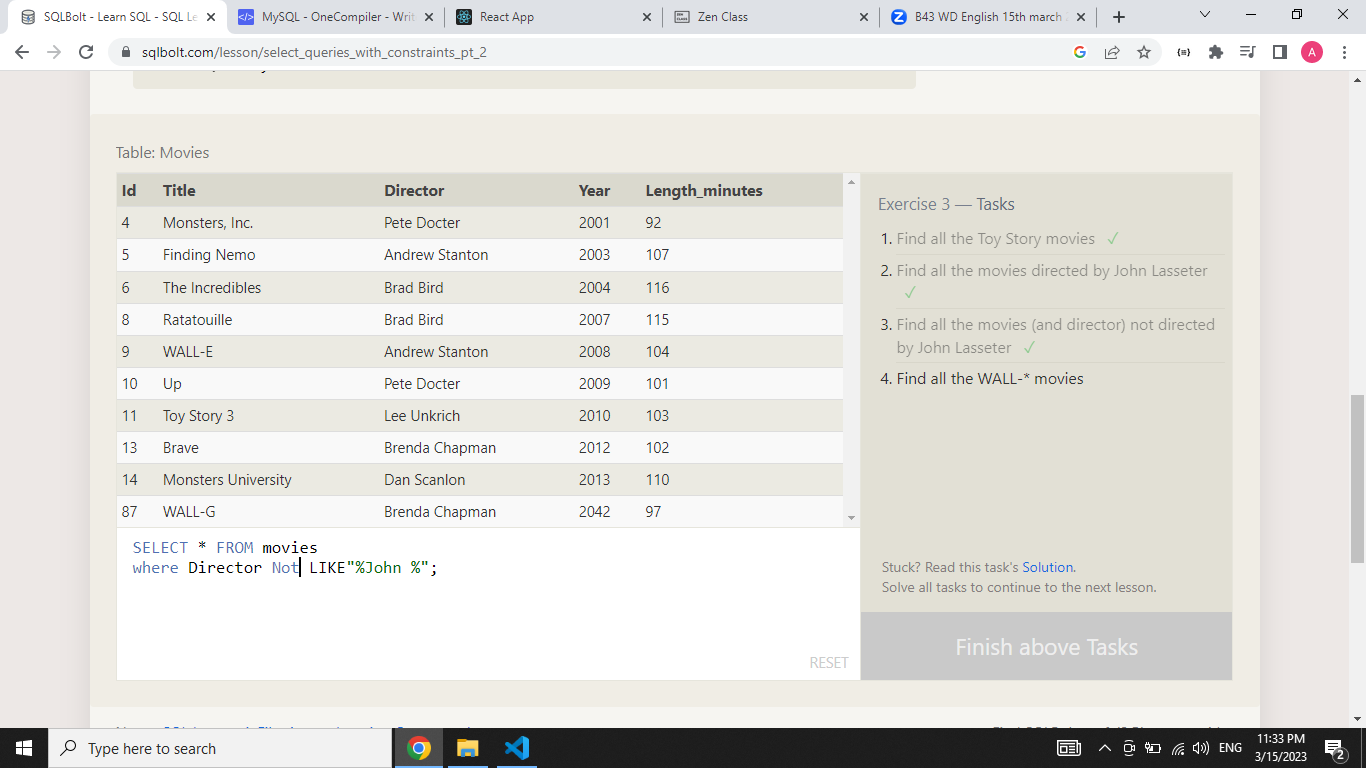 SQLBolt - Learn SQL - SQL Le
MySQL - OneCompiler - Writ
React App
Zen Class
B43 WD English 15th march 2
sqlbolt.com/lesson/select_queries_with_constraints_pt_2
A
Table: Movies
Id Title Director Year Length_minutes
4 Monsters, Inc. Pete Docter 2001 92
5 Finding Nemo Andrew Stanton 2003 107
6 The Incredibles Brad Bird 2004 116
8 Ratatouille Brad Bird 2007 115
9 WALL-E Andrew Stanton 2008 104
10 Up Pete Docter 2009 101
11 Toy Story 3 Lee Unkrich 2010 103
13 Brave Brenda Chapman 2012 102
14 Monsters University Dan Scanlon 2013 110
87 WALL-G Brenda Chapman 2042 97
SELECT * FROM movies
where Director Not LIKE"%John %";
RESET
Exercise 3 — Tasks
1. Find all the Toy Story movies ✓
2. Find all the movies directed by John Lasseter
✓
3. Find all the movies (and director) not directed
by John Lasseter ✓
4. Find all the WALL-* movies
Stuck? Read this task's Solution.
Solve all tasks to continue to the next lesson.
Finish above Tasks
Type here to search
ENG
11:33 PM
3/15/2023
2